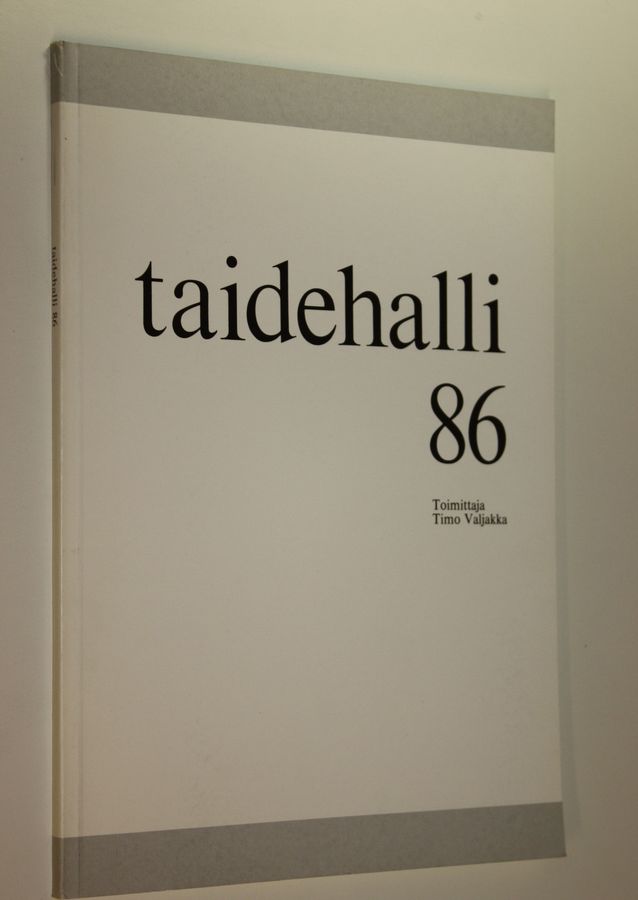 taidehalli
86
Toimittaja
Timo Valjakka
taidehalli 86